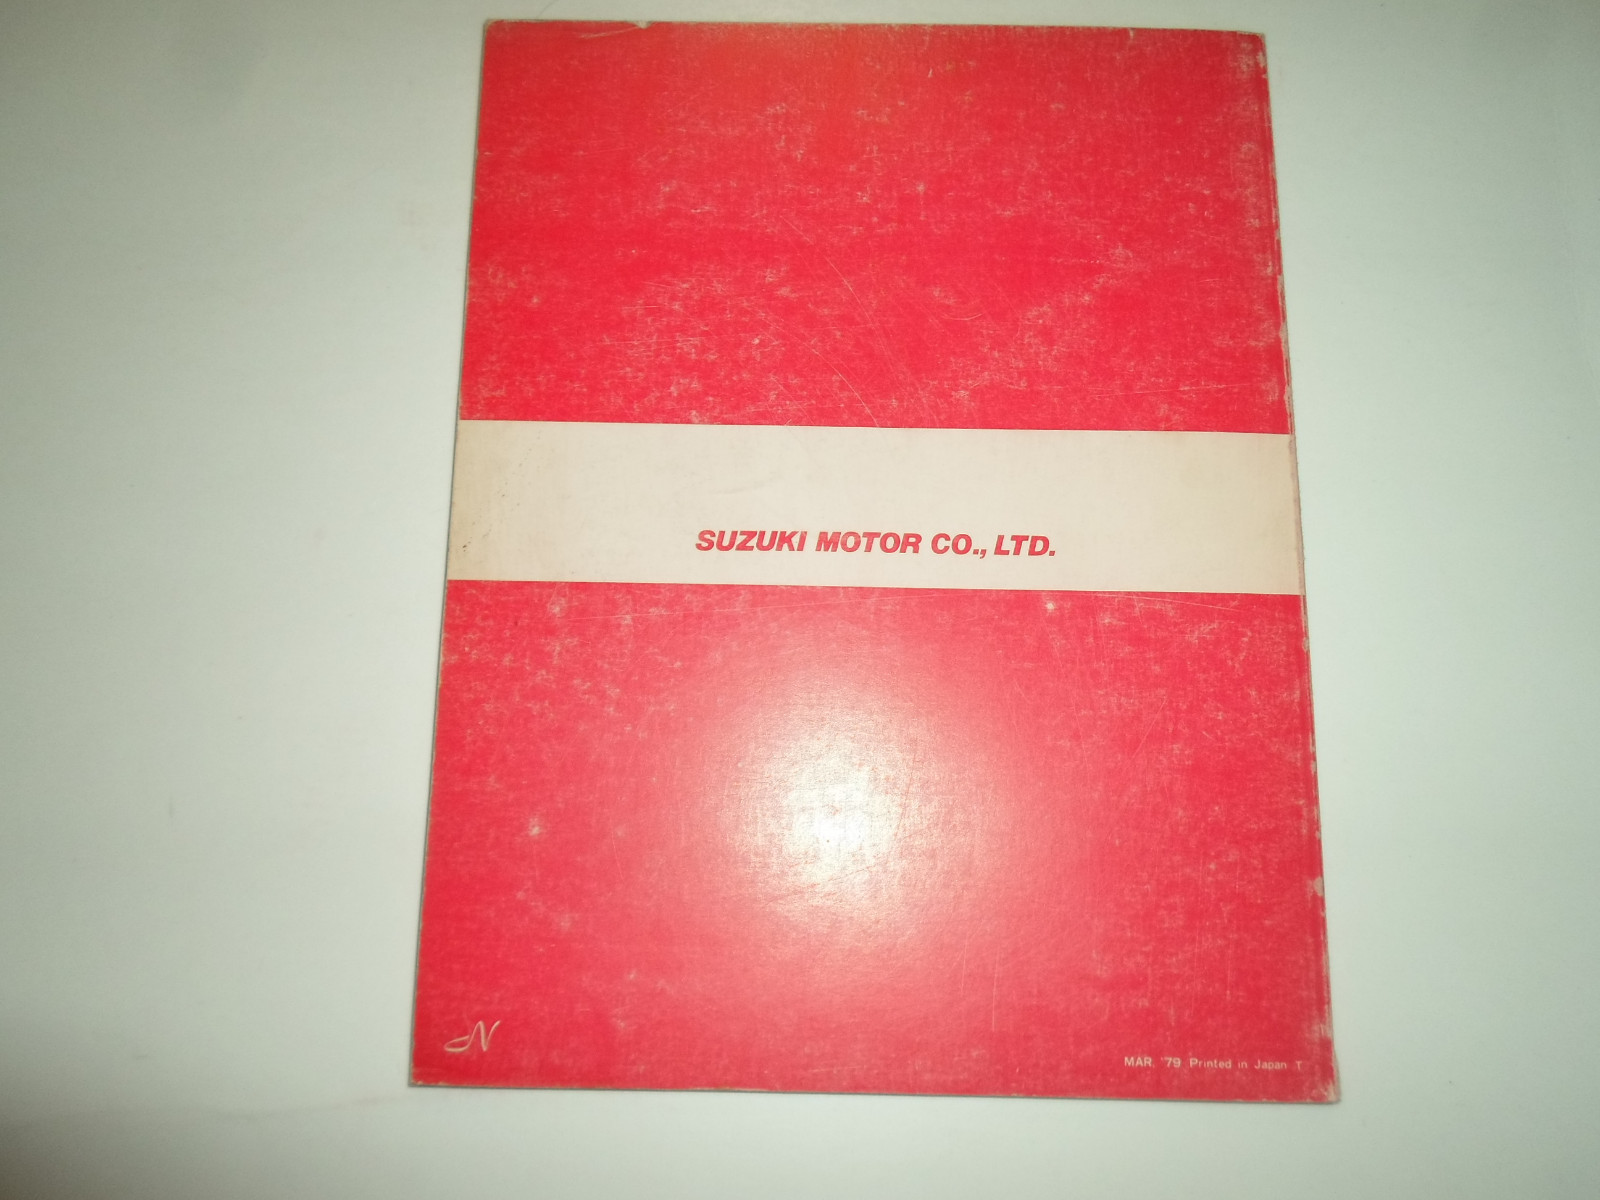 SUZUKI MOTOR CO., LTD.
N
MAR. '79 Printed in Japan T